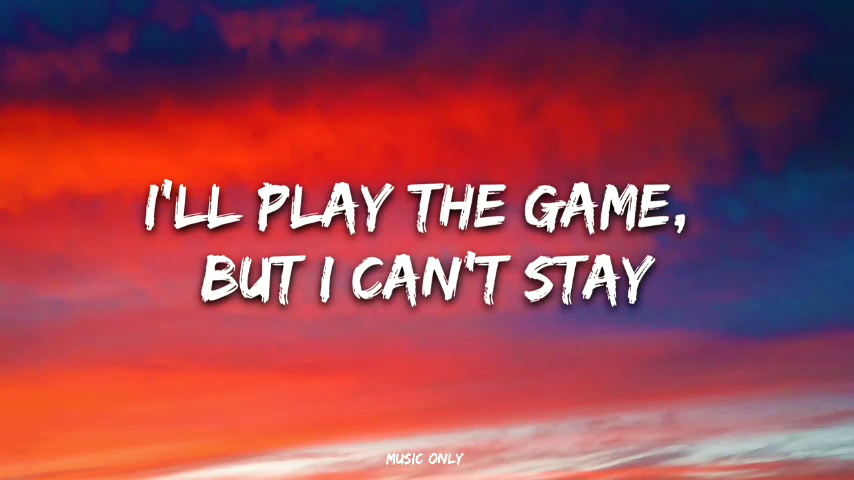 I'LL PLAY THE GAME,
BUT I CAN'T STAY
MUSIC ONLY